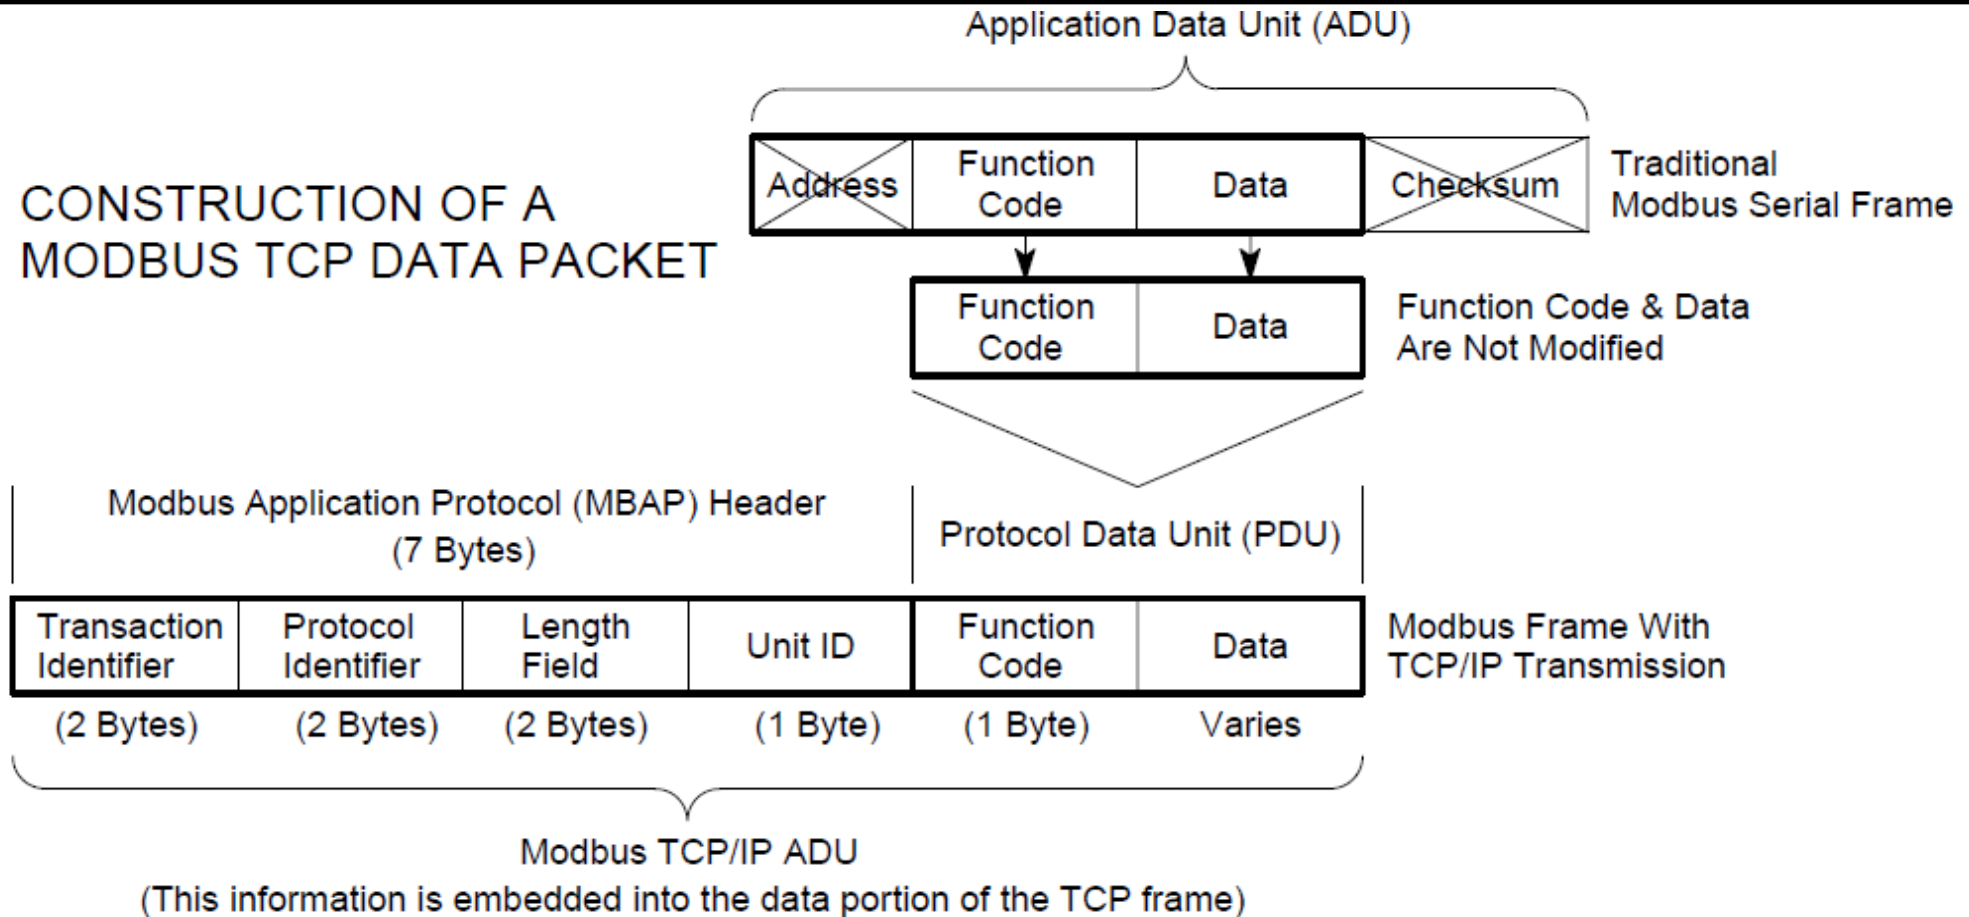 Application Data Unit (ADU)
CONSTRUCTION OF A
MODBUS TCP DATA PACKET
Address
Function
Code
Data
Checksum
Traditional
Modbus Serial Frame
Function
Code
Data
Function Code & Data
Are Not Modified
Modbus Application Protocol (MBAP) Header
(7 Bytes)
Protocol Data Unit (PDU)
Transaction
Identifier
Protocol
Identifier
Length
Field
Unit ID
Function
Code
Data
Modbus Frame With
TCP/IP Transmission
(2 Bytes)
(2 Bytes)
(2 Bytes)
(1 Byte)
(1 Byte)
Varies
Modbus TCP/IP ADU
(This information is embedded into the data portion of the TCP frame)